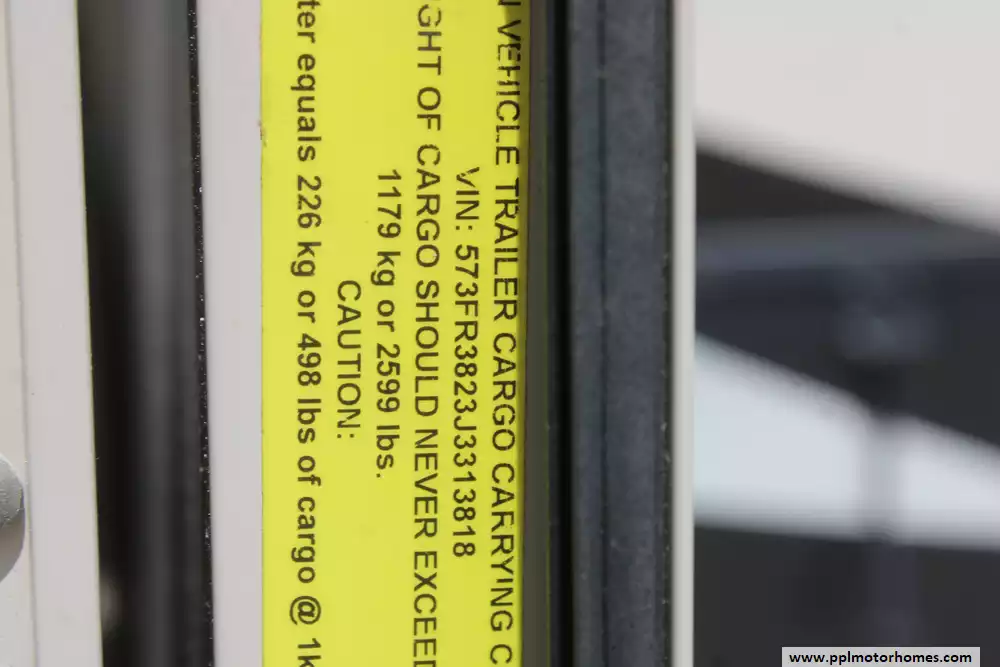 N VEHICLE TRAILER CARGO CARRYING C
VIN: 573FR3823J3313818
GHT OF CARGO SHOULD NEVER EXCEED
1179 kg or 2599 lbs.
CAUTION:
ter equals 226 kg or 498 lbs of cargo @ 1k
www.pplmotorhomes.com